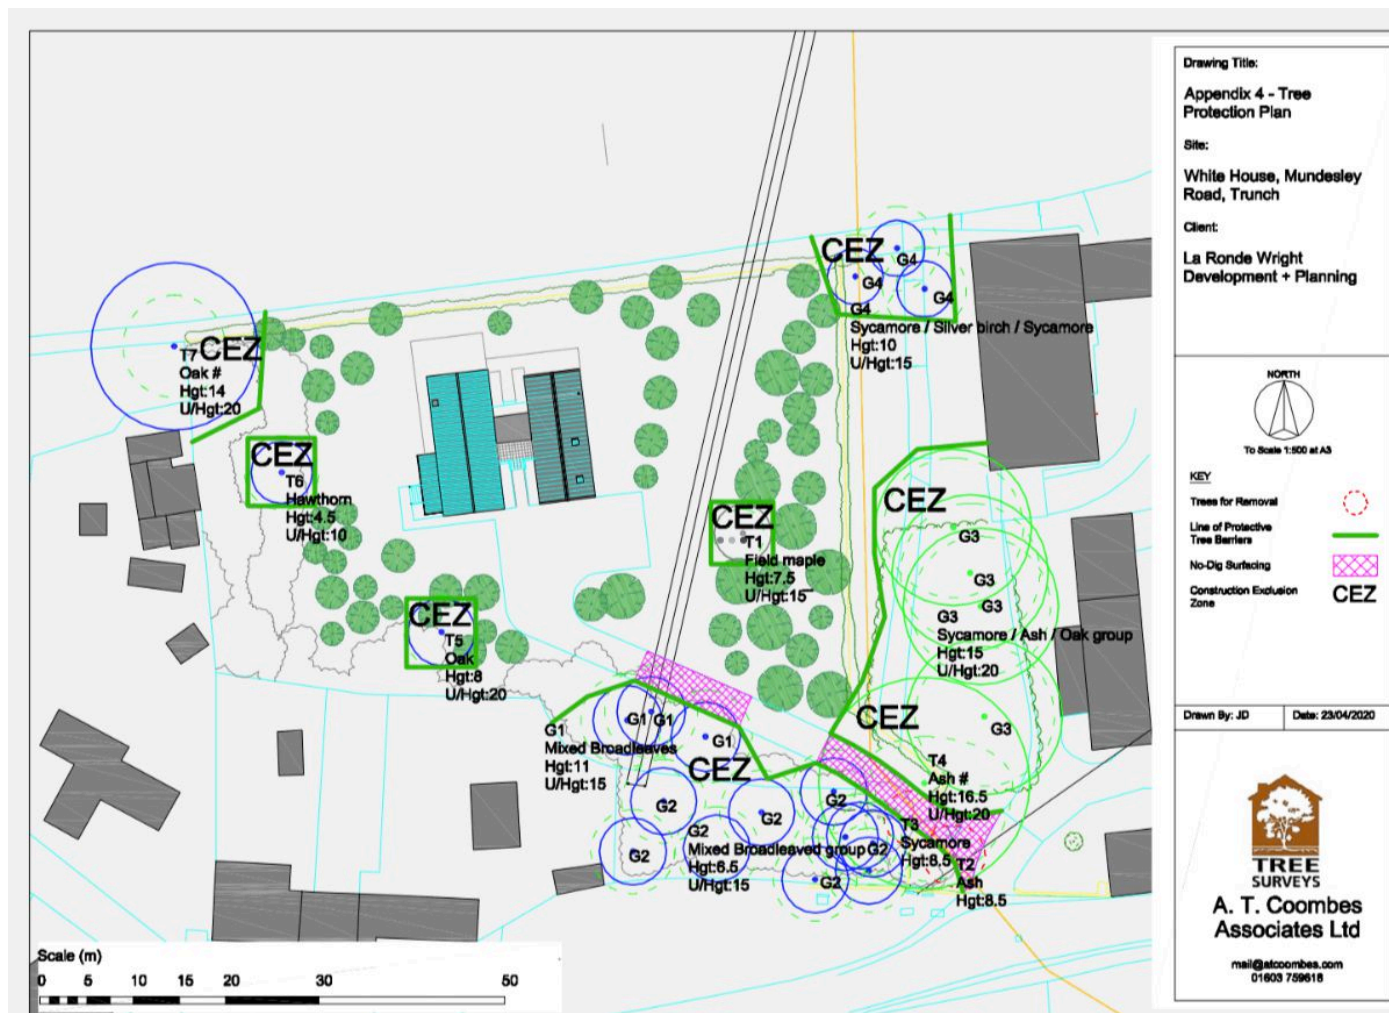 Drawing Title:
Appendix 4 - Tree
Protection Plan
Site:
White House, Mundesley
Road, Trunch
Client:
La Ronde Wright
Development + Planning
NORTH
To Scale 1:500 at A3
KEY
Trees for Removal
Line of Protective
Tree Barriers
No-Dig Surfacing
Construction Exclusion
Zone
CEZ
Drawn By: JD
Date: 23/04/2020
TREE
SURVEYS
A. T. Coombes
Associates Ltd
mail@atcoombes.com
01603 759618
CEZ
G4
G4
G4
G4
Sycamore / Silver birch / Sycamore
Hgt:10
U/Hgt:15
T7
CEZ
Oak #
Hgt:14
U/Hgt:20
CEZ
T6
Hawthorn
Hgt:4.5
U/Hgt:10
CEZ
T1
Field maple
Hgt:7.5
U/Hgt:15
CEZ
G3
G3
G3
G3
Sycamore / Ash / Oak group
Hgt:15
U/Hgt:20
G3
CEZ
CEZ
T5
Oak
Hgt:8
U/Hgt:20
G1
G1
G1
G1
Mixed Broadleaves
Hgt:11
U/Hgt:15
CEZ
T4
Ash #
Hgt:16.5
U/Hgt:20
G2
G2
G2
Mixed Broadleaved group
Hgt:6.5
U/Hgt:15
G2
G2
G2
G2
T3
Sycamore
Hgt:8.5
T2
Ash
Hgt:8.5
Scale (m)
0 5 10 15 20 30 50